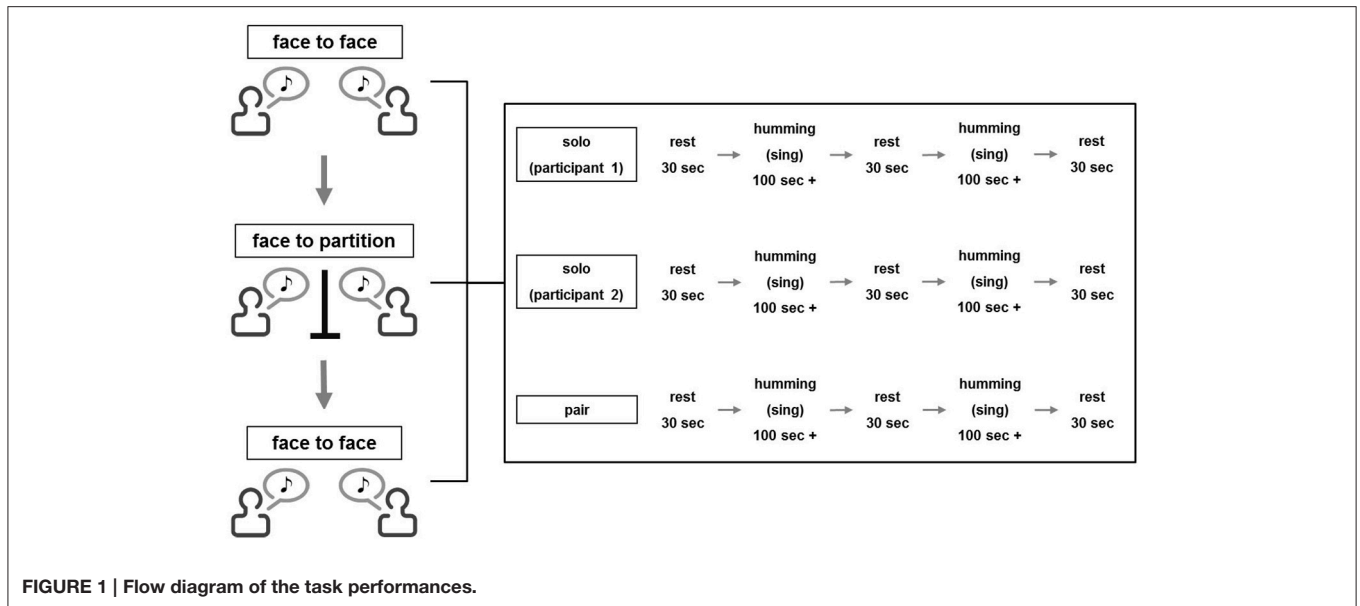 face to face
♪ ♪
face to partition
♪ ♪
face to face
♪ ♪
solo
(participant 1)
rest
30 sec
humming
(sing)
100 sec +
rest
30 sec
humming
(sing)
100 sec +
rest
30 sec
solo
(participant 2)
rest
30 sec
humming
(sing)
100 sec +
rest
30 sec
humming
(sing)
100 sec +
rest
30 sec
pair
rest
30 sec
humming
(sing)
100 sec +
rest
30 sec
humming
(sing)
100 sec +
rest
30 sec
FIGURE 1 | Flow diagram of the task performances.